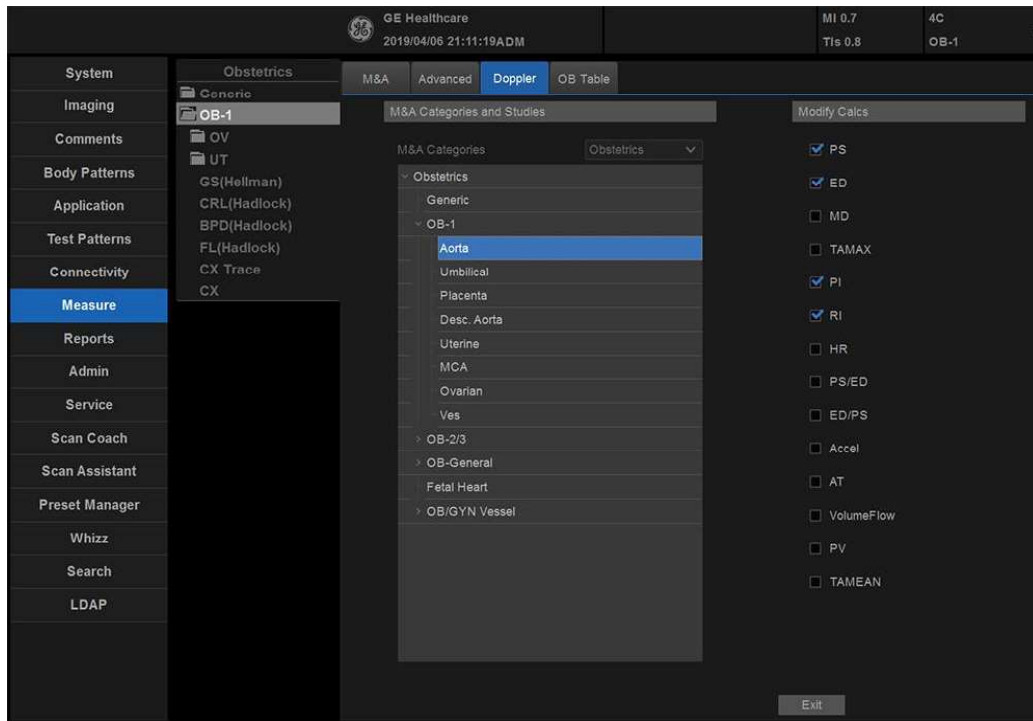 GE Healthcare
2019/04/06 21:11:19ADM
MI 0.7
TIs 0.8
4C
OB-1
System
Imaging
Comments
Body Patterns
Application
Test Patterns
Connectivity
Measure
Reports
Admin
Service
Scan Coach
Scan Assistant
Preset Manager
Whizz
Search
LDAP
Obstetrics
Generic
OB-1
OV
UT
GS(Hellman)
CRL(Hadlock)
BPD(Hadlock)
FL(Hadlock)
CX Trace
CX
M&A Advanced Doppler OB Table
M&A Categories and Studies
M&A Categories Obstetrics
Obstetrics
Generic
OB-1
Aorta
Umbilical
Placenta
Desc. Aorta
Uterine
MCA
Ovarian
Ves
OB-2/3
OB-General
Fetal Heart
OB/GYN Vessel
Modify Calcs
PS
ED
MD
TAMAX
PI
RI
HR
PS/ED
ED/PS
Accel
AT
VolumeFlow
PV
TAMEAN
Exit